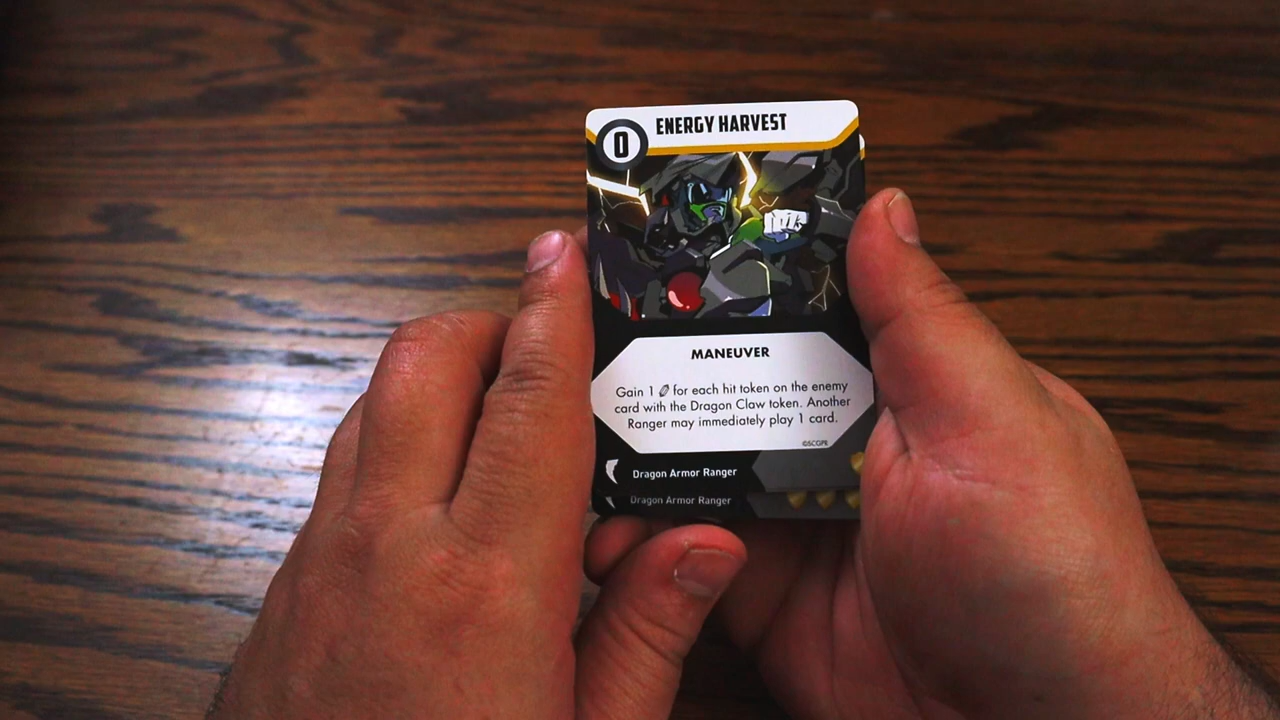 0
ENERGY HARVEST
MANEUVER
Gain 1 for each hit token on the enemy
card with the Dragon Claw token. Another
Ranger may immediately play 1 card.
©SCGPR
Dragon Armor Ranger
Dragon Armor Ranger